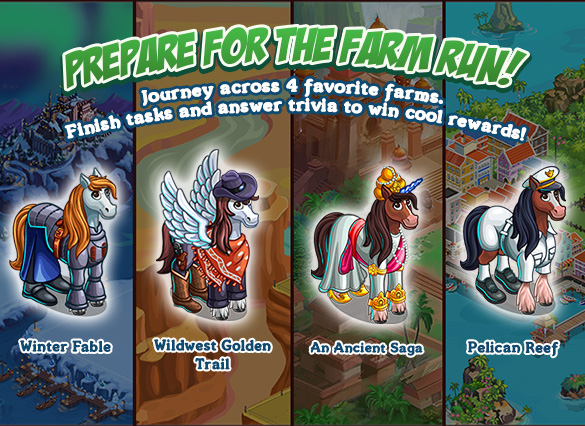 PREPARE FOR THE FARM RUN!
Journey across 4 favorite farms.
Finish tasks and answer trivia to win cool rewards!
Winter Fable
Wildwest Golden
Trail
An Ancient Saga
Pelican Reef